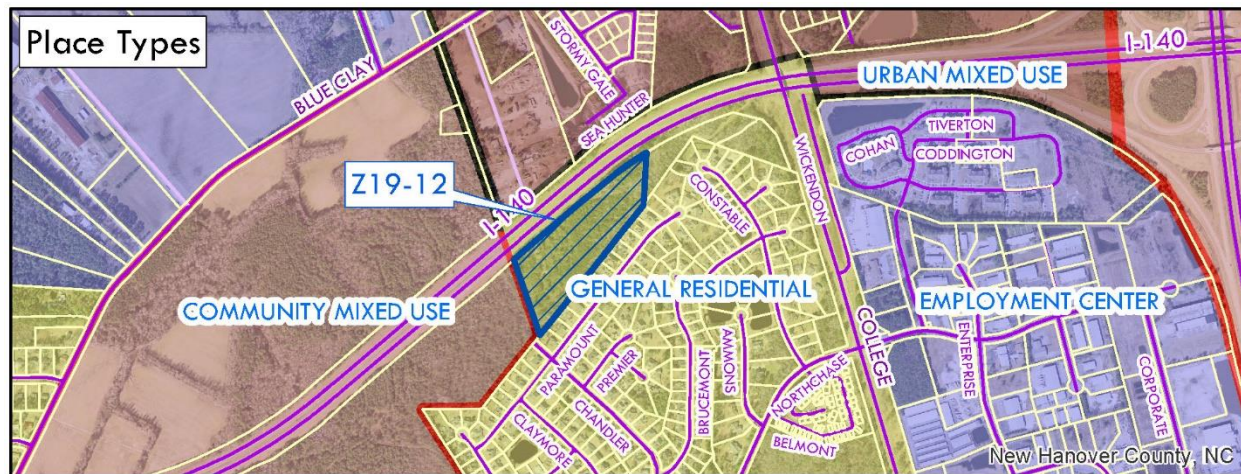 Place Types
BLUE CLAY
STORMY GALE
SEA HUNTER
I-140
URBAN MIXED USE
Z19-12
I-140
WICKENDON
COHAN
TIVERTON
CODDINGTON
CONSTABLE
COMMUNITY MIXED USE
GENERAL RESIDENTIAL
EMPLOYMENT CENTER
PARAMOUNT
PREMIER
CHANDLER
CLAYMORE
BRUCEMONT
AMMONS
NORTHCHASE
BELMONT
COLLEGE
ENTERPRISE
CORPORATE
New Hanover County, NC